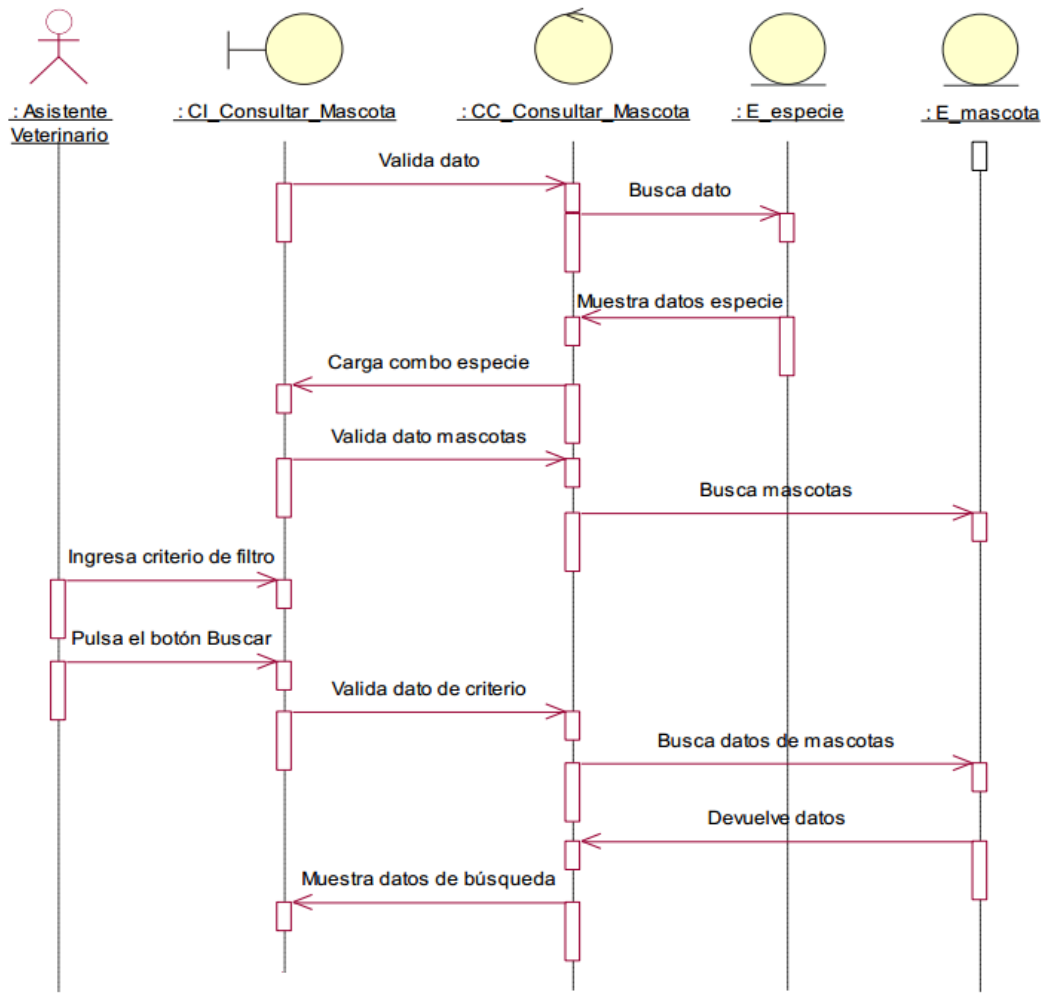 : Asistente
Veterinario
: CI_Consultar_Mascota
: CC_Consultar_Mascota
: E_especie
: E_mascota
Valida dato
Busca dato
Muestra datos especie
Carga combo especie
Valida dato mascotas
Busca mascotas
Ingresa criterio de filtro
Pulsa el botón Buscar
Valida dato de criterio
Busca datos de mascotas
Devuelve datos
Muestra datos de búsqueda